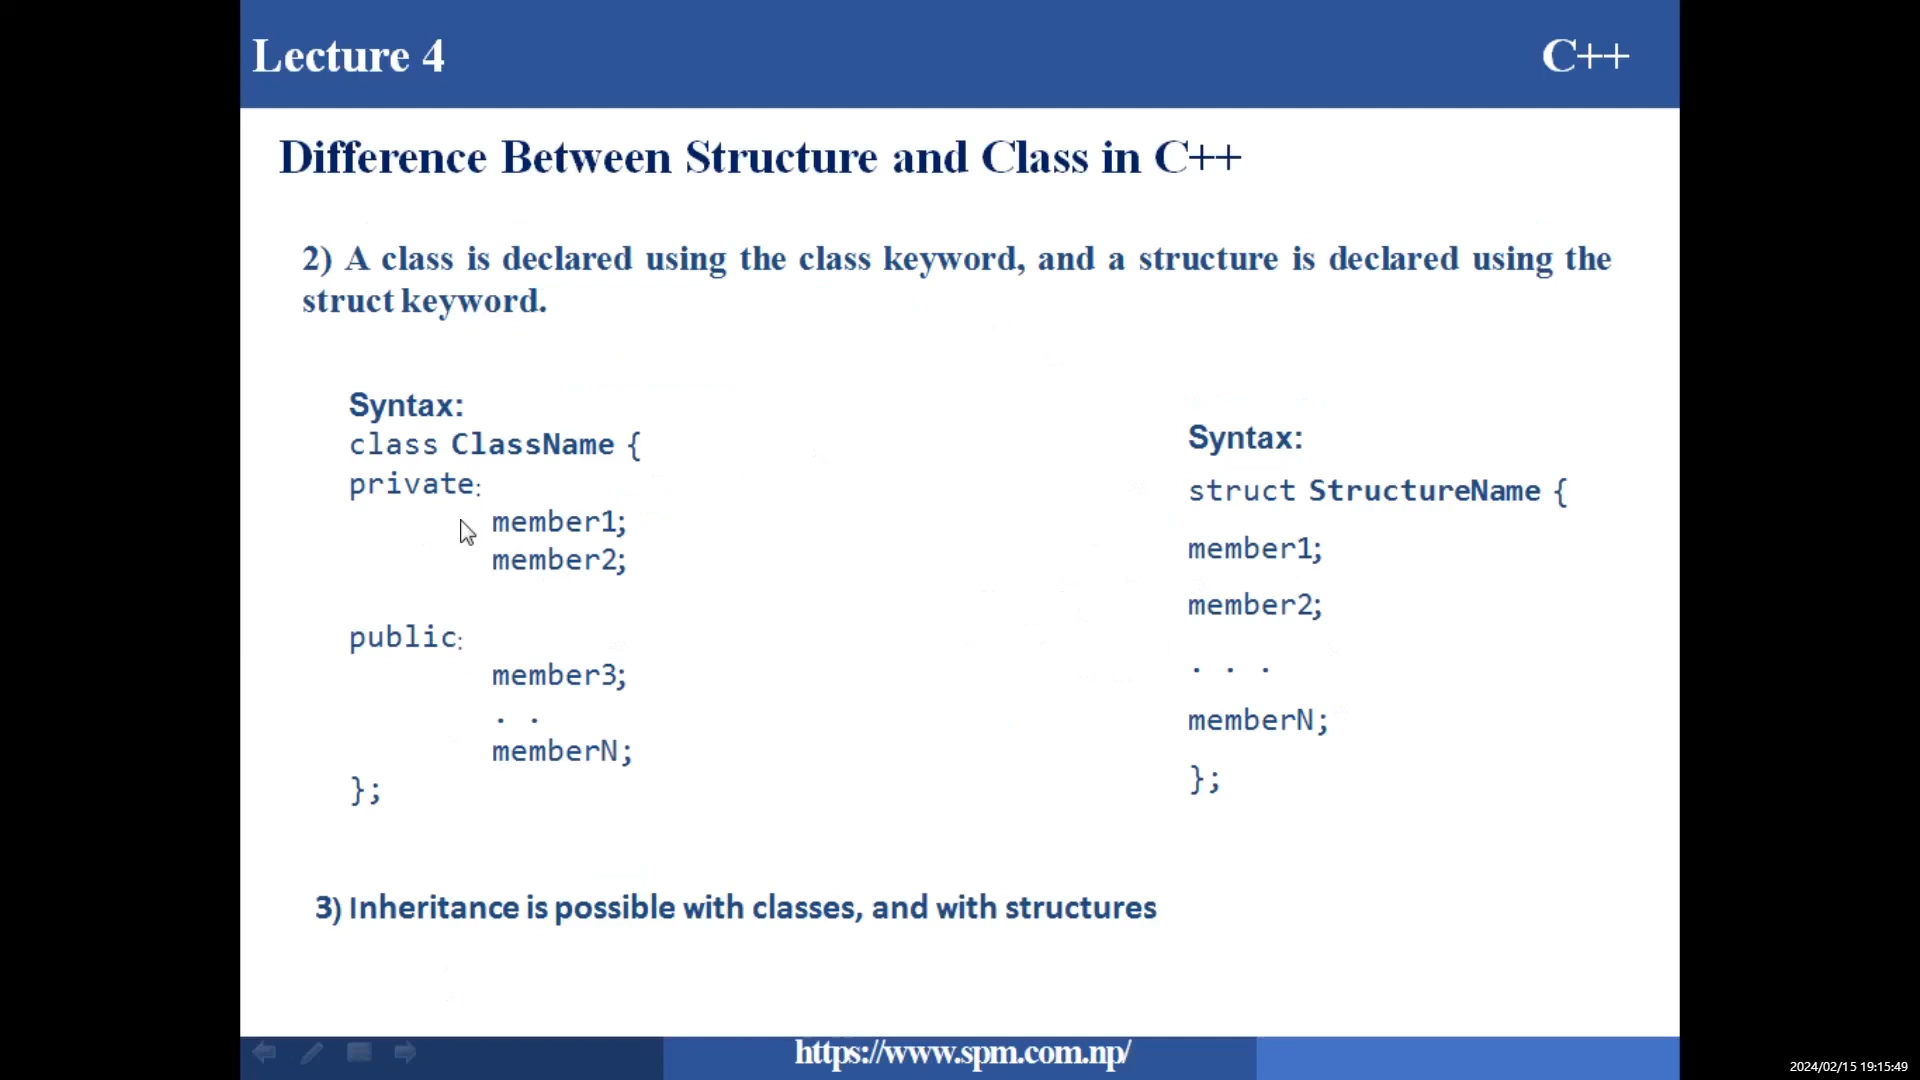 Lecture 4
C++
Difference Between Structure and Class in C++
2) A class is declared using the class keyword, and a structure is declared using the
struct keyword.
Syntax:
class ClassName {
private:
member1;
member2;
public:
member3;
. .
memberN;
};
Syntax:
struct StructureName {
member1;
member2;
. . .
memberN;
};
3) Inheritance is possible with classes, and with structures
https://www.spm.com.np/
2024/02/15 19:15:49